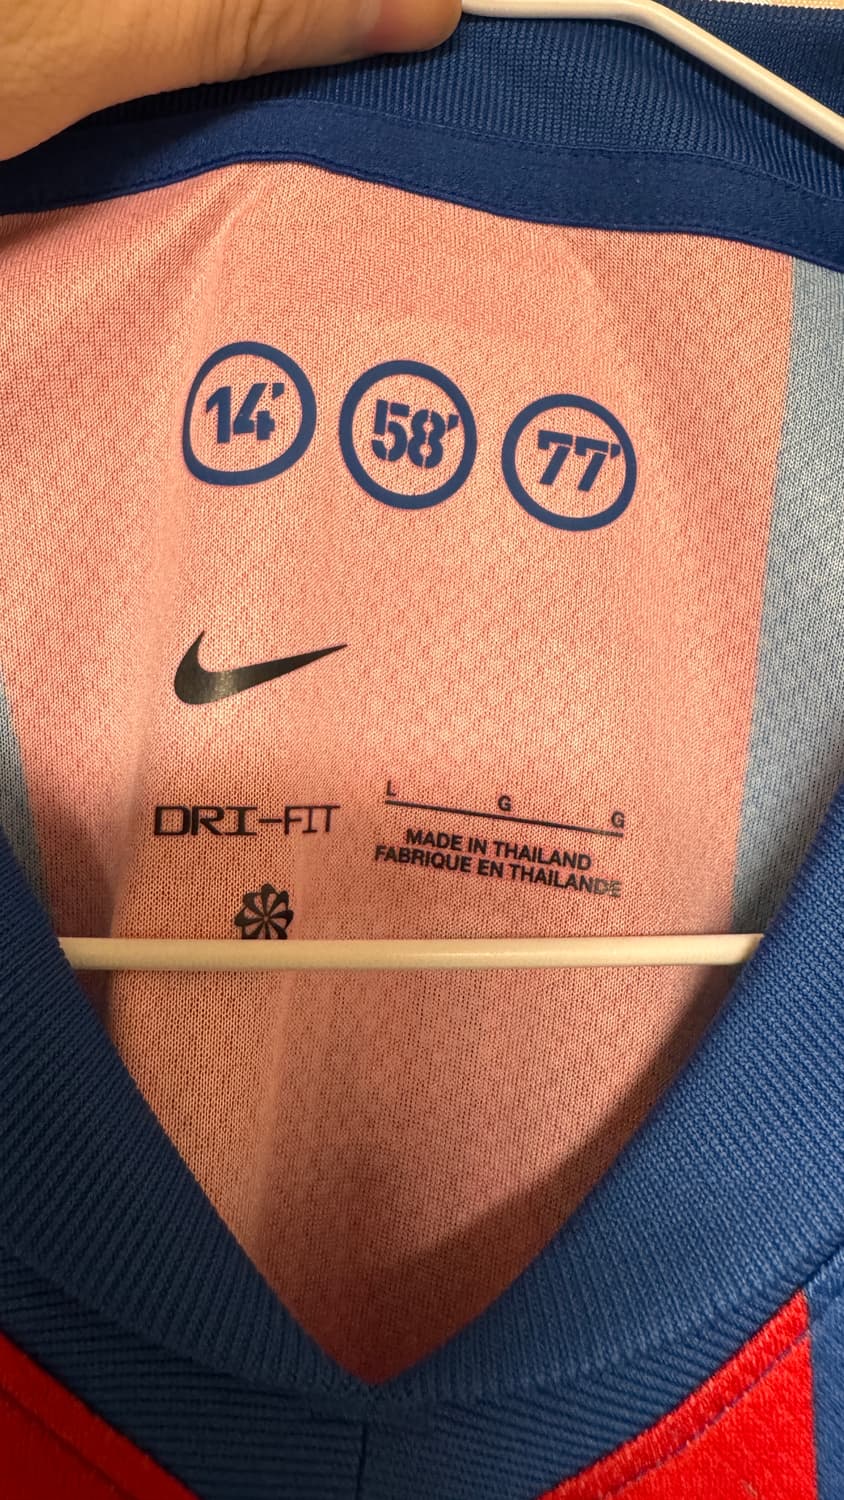 14' 58' 77'
DRI-FIT
L G G
MADE IN THAILAND
FABRIQUE EN THAILANDE